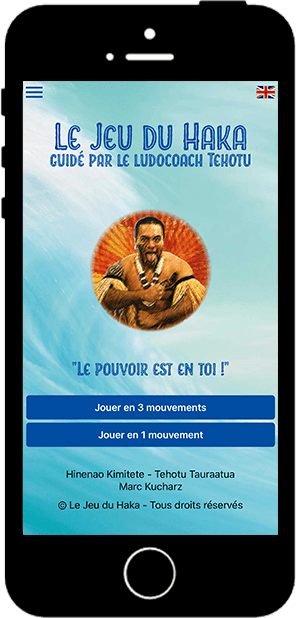 Le Jeu du Haka
guidé par le ludocoach Tehotu
"Le pouvoir est en toi !"
Jouer en 3 mouvements
Jouer en 1 mouvement
Hinenao Kimitete - Tehotu Tauraatua
Marc Kucharz
© Le Jeu du Haka - Tous droits réservés